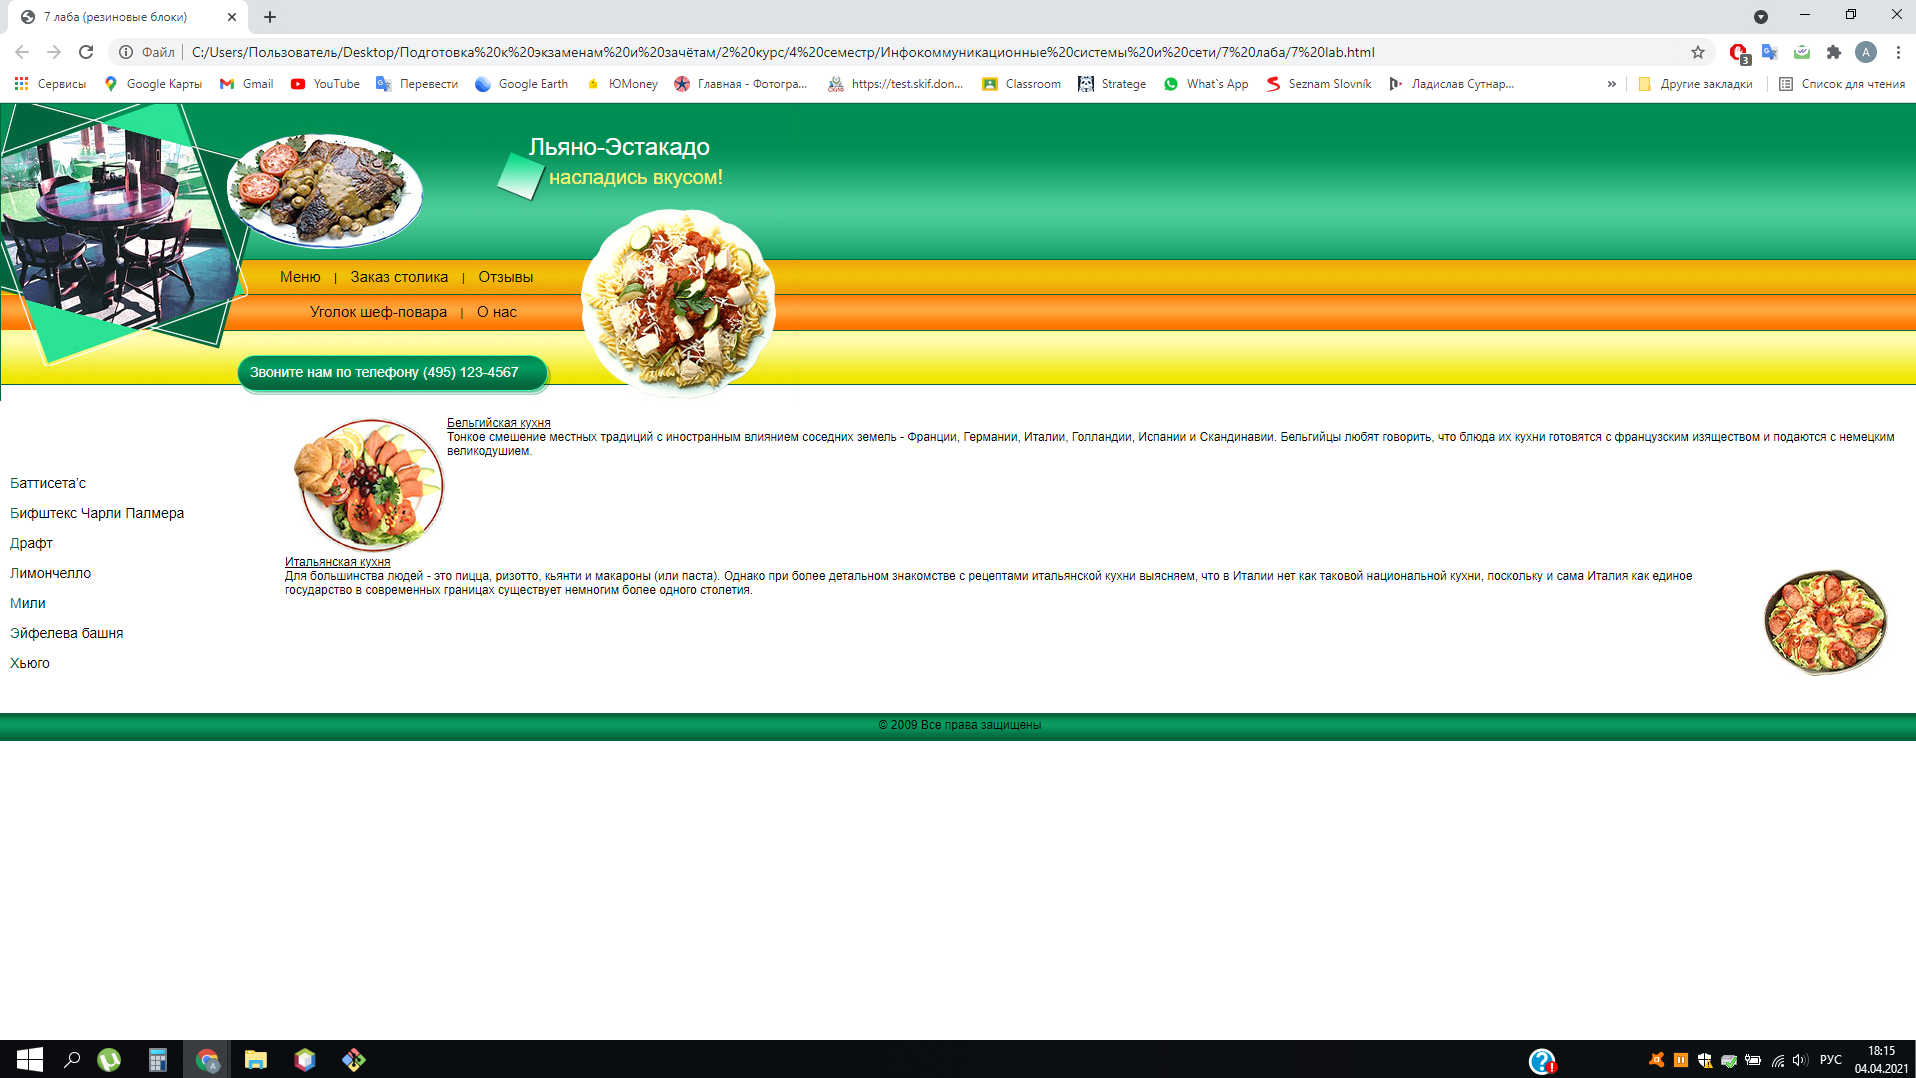 7 лаба (резиновые блоки)
Файл C:/Users/Пользователь/Desktop/Подготовка%20к%20экзаменам%20и%20зачётам/2%20курс/4%20семестр/Инфокоммуникационные%20системы%20и%20сети/7%20лаба/7%20lab.html
3
A
Сервисы Google Карты Gmail YouTube Перевести Google Earth ЮMoney Главная - Фотогра... https://test.skif.don... Classroom Stratege What`s App Seznam Slovník Ладислав Сутнар... » Другие закладки Список для чтения
Льяно-Эстакадо
насладись вкусом!
Меню | Заказ столика | Отзывы
Уголок шеф-повара | О нас
Звоните нам по телефону (495) 123-4567
Бельгийская кухня
Тонкое смешение местных традиций с иностранным влиянием соседних земель - Франции, Германии, Италии, Голландии, Испании и Скандинавии. Бельгийцы любят говорить, что блюда их кухни готовятся с французским изяществом и подаются с немецким
великодушием.
Баттисета’с
Бифштекс Чарли Палмера
Драфт
Лимончелло
Мили
Эйфелева башня
Хьюго
Итальянская кухня
Для большинства людей - это пицца, ризотто, кьянти и макароны (или паста). Однако при более детальном знакомстве с рецептами итальянской кухни выясняем, что в Италии нет как таковой национальной кухни, поскольку и сама Италия как единое
государство в современных границах существует немногим более одного столетия.
© 2009 Все права защищены
РУС
18:15
04.04.2021